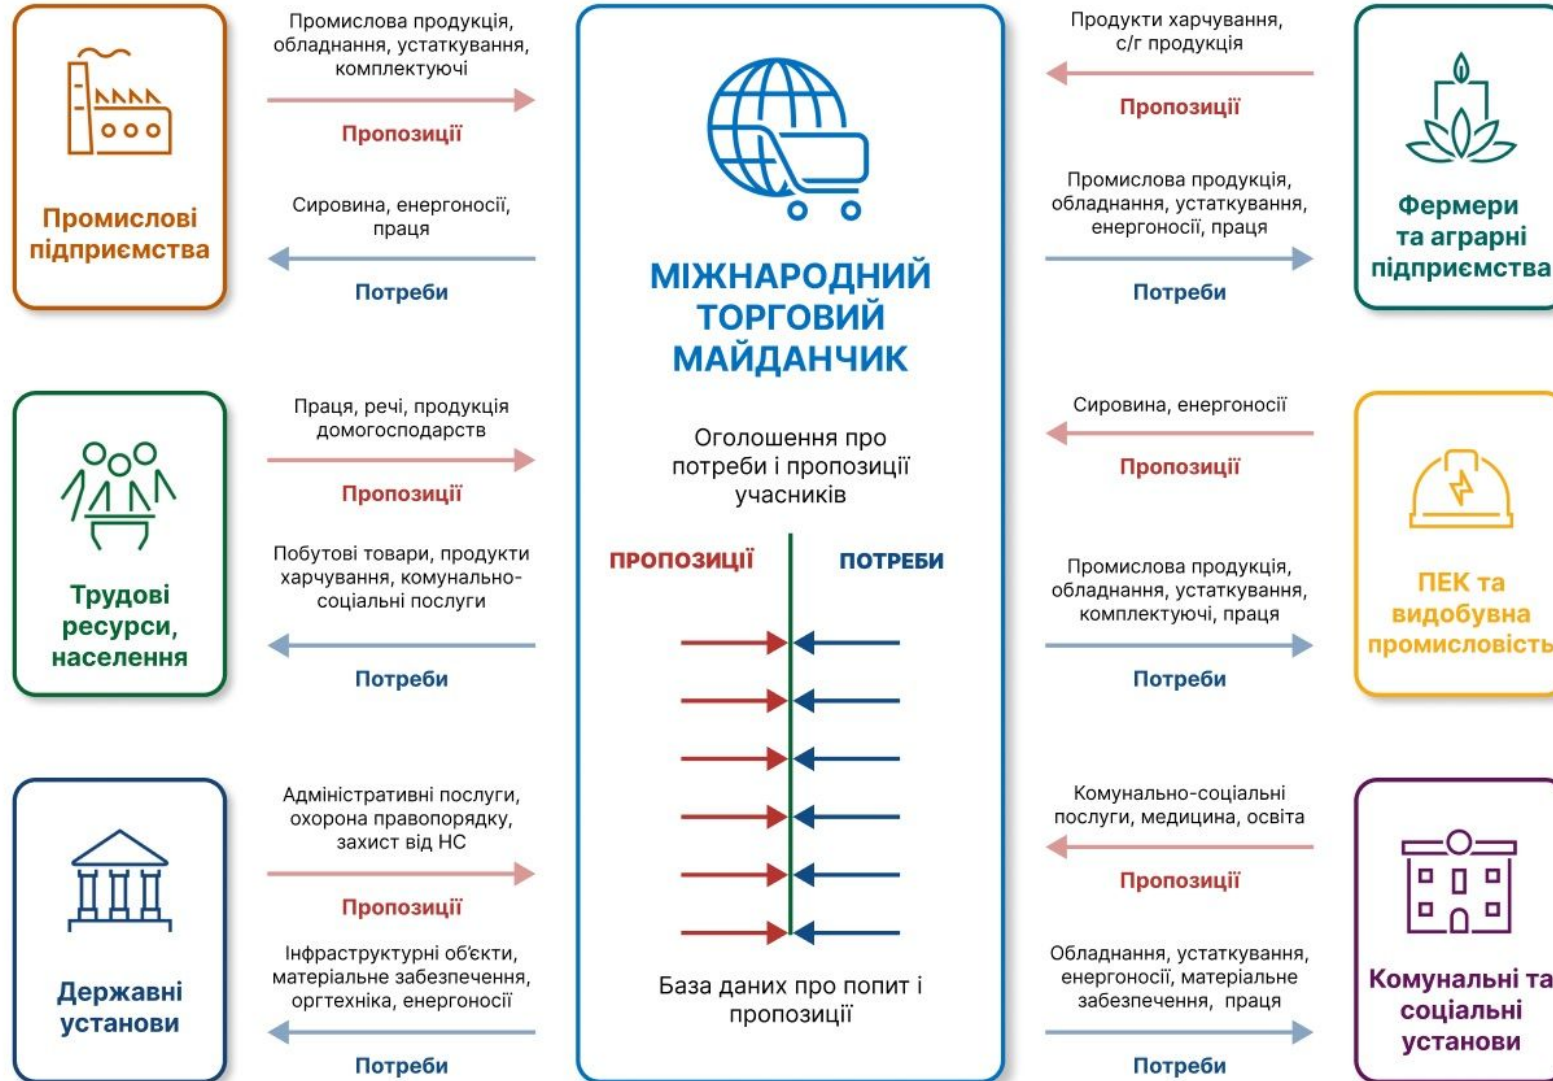 Промислові
підприємства
Промислова продукція,
обладнання, устаткування,
комплектуючі
Пропозиції
Сировина, енергоносії,
праця
Потреби
Трудові
ресурси,
населення
Праця, речі, продукція
домогосподарств
Пропозиції
Побутові товари, продукти
харчування, комунально-
соціальні послуги
Потреби
Державні
установи
Адміністративні послуги,
охорона правопорядку,
захист від НС
Пропозиції
Інфраструктурні об‘єкти,
матеріальне забезпечення,
оргтехніка, енергоносії
Потреби
МІЖНАРОДНИЙ
ТОРГОВИЙ
МАЙДАНЧИК
Оголошення про
потреби і пропозиції
учасників
ПРОПОЗИЦІЇ
ПОТРЕБИ
База даних про попит і
пропозиції
Продукти харчування,
с/г продукція
Пропозиції
Промислова продукція,
обладнання, устаткування,
енергоносії, праця
Потреби
Фермери
та аграрні
підприємства
Сировина, енергоносії
Пропозиції
Промислова продукція,
обладнання, устаткування,
комплектуючі, праця
Потреби
ПЕК та
видобувна
промисловість
Комунально-соціальні
послуги, медицина, освіта
Пропозиції
Обладнання, устаткування,
енергоносії, матеріальне
забезпечення, праця
Потреби
Комунальні та
соціальні
установи